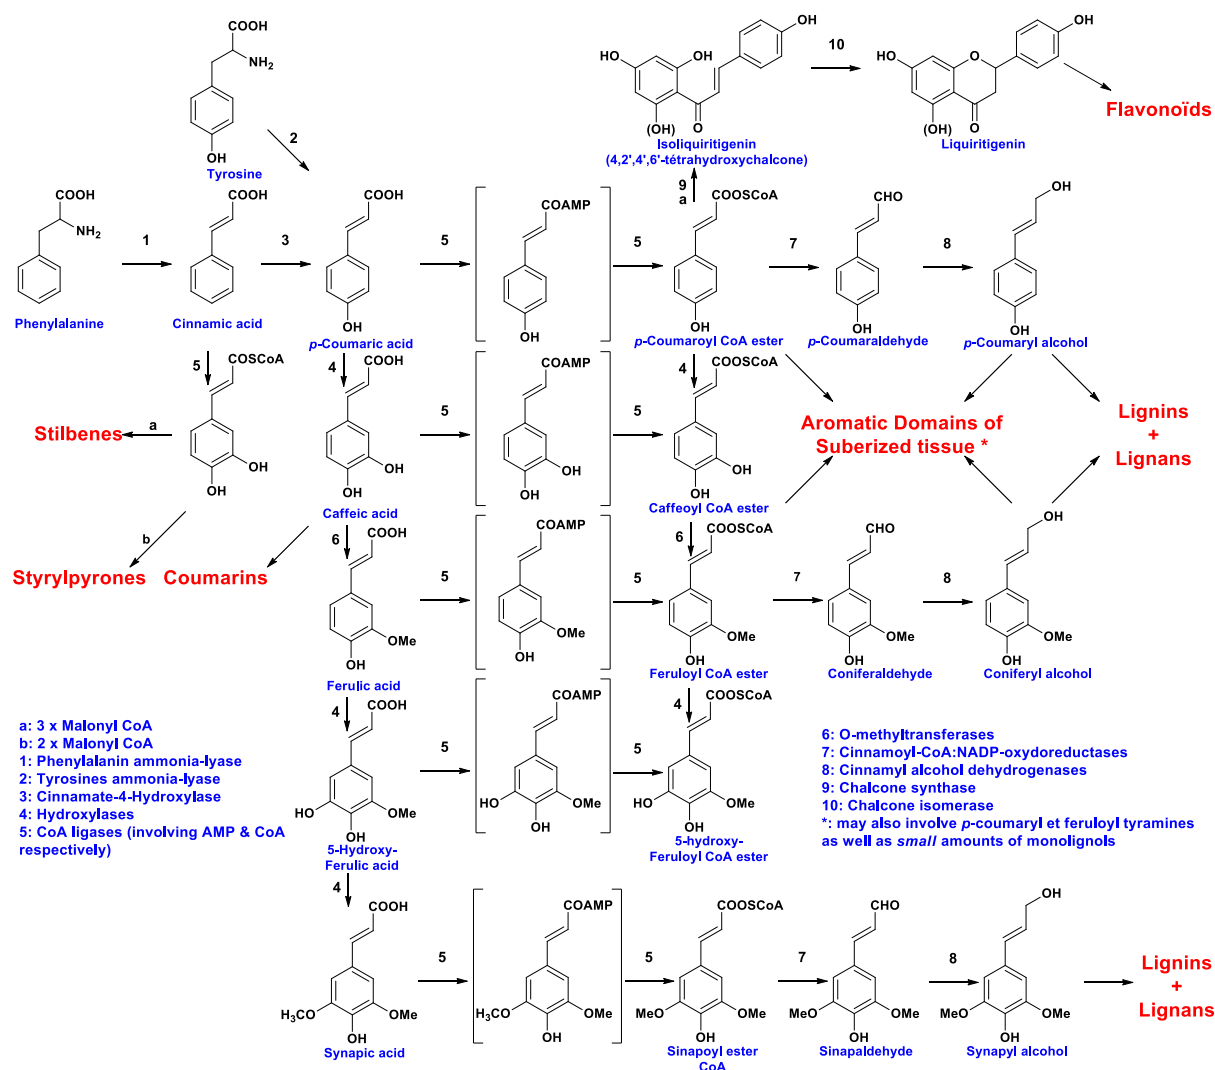 COOH
NH2
OH
Tyrosine
2
HO
OH
(OH)
O
OH
Isoliquiritigenin
(4,2',4',6'-tétrahydroxychalcone)
10
HO
O
(OH)
O
OH
Liquiritigenin
Flavonoïds
9
a
COOH
NH2
Phenylalanine
1
COOH
Cinnamic acid
3
COOH
OH
p-Coumaric acid
5
COAMP
OH
5
COOSCoA
OH
p-Coumaroyl CoA ester
7
CHO
OH
p-Coumaraldehyde
8
OH
OH
p-Coumaryl alcohol
5
COSCoA
OH
OH
Stilbenes
a
b
Styrylpyrones
Coumarins
4
COOH
OH
OH
Caffeic acid
5
COAMP
OH
OH
5
4
COOSCoA
OH
OH
Caffeoyl CoA ester
Aromatic Domains of
Suberized tissue *
Lignins
+
Lignans
6
COOH
OMe
OH
Ferulic acid
5
COAMP
OMe
OH
5
6
COOSCoA
OMe
OH
Feruloyl CoA ester
7
CHO
OMe
OH
Coniferaldehyde
8
OH
OMe
OH
Coniferyl alcohol
4
COOH
HO
OMe
OH
5-Hydroxy-
Ferulic acid
5
COAMP
HO
OMe
OH
5
4
COOSCoA
HO
OMe
OH
5-hydroxy-
Feruloyl CoA ester
a: 3 x Malonyl CoA
b: 2 x Malonyl CoA
1: Phenylalanin ammonia-lyase
2: Tyrosines ammonia-lyase
3: Cinnamate-4-Hydroxylase
4: Hydroxylases
5: CoA ligases (involving AMP & CoA
respectively)
6: O-methyltransferases
7: Cinnamoyl-CoA:NADP-oxydoreductases
8: Cinnamyl alcohol dehydrogenases
9: Chalcone synthase
10: Chalcone isomerase
*: may also involve p-coumaryl et feruloyl tyramines
as well as small amounts of monolignols
4
COOH
H3CO
OMe
OH
Synapic acid
5
COAMP
H3CO
OMe
OH
5
COOSCoA
MeO
OMe
OH
Sinapoyl ester
CoA
7
CHO
MeO
OMe
OH
Sinapaldehyde
8
OH
MeO
OMe
OH
Synapyl alcohol
Lignins
+
Lignans